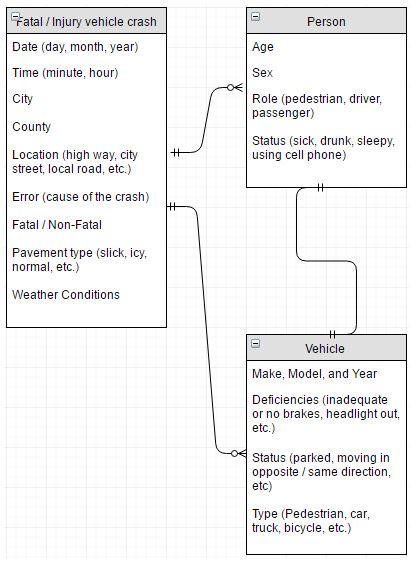 Fatal / Injury vehicle crash
Date (day, month, year)
Time (minute, hour)
City
County
Location (high way, city
street, local road, etc.)
Error (cause of the crash)
Fatal / Non-Fatal
Pavement type (slick, icy,
normal, etc.)
Weather Conditions
Person
Age
Sex
Role (pedestrian, driver,
passenger)
Status (sick, drunk, sleepy,
using cell phone)
Vehicle
Make, Model, and Year
Deficiencies (inadequate
or no brakes, headlight out,
etc.)
Status (parked, moving in
opposite / same direction,
etc)
Type (Pedestrian, car,
truck, bicycle, etc.)